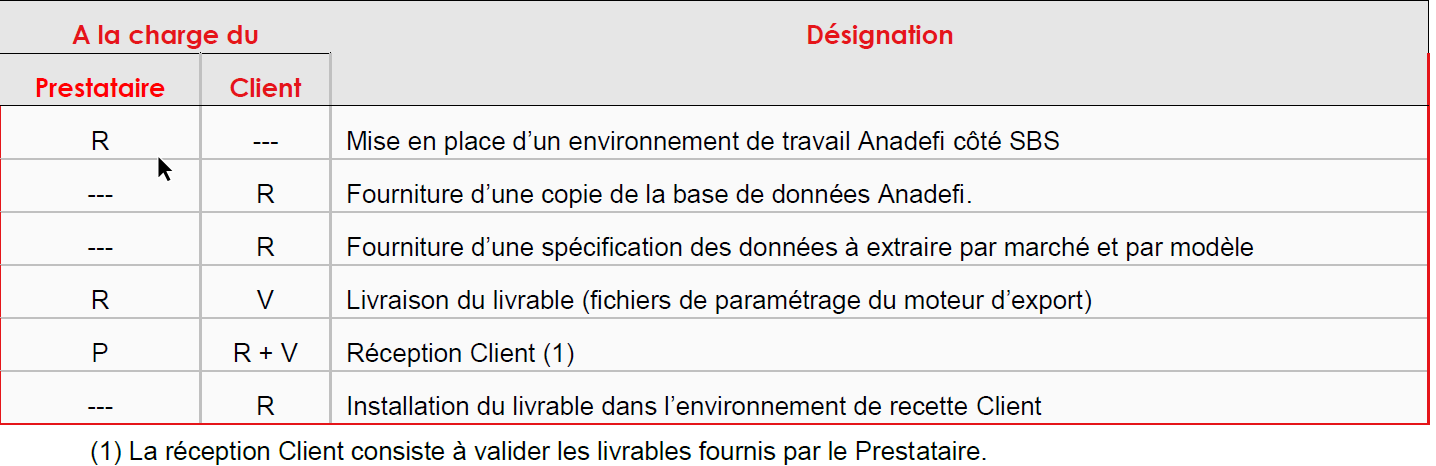 A la charge du Désignation
Prestataire Client
R --- Mise en place d’un environnement de travail Anadefi côté SBS
--- R Fourniture d’une copie de la base de données Anadefi.
--- R Fourniture d’une spécification des données à extraire par marché et par modèle
R V Livraison du livrable (fichiers de paramétrage du moteur d’export)
P R + V Réception Client (1)
--- R Installation du livrable dans l’environnement de recette Client
(1) La réception Client consiste à valider les livrables fournis par le Prestataire.